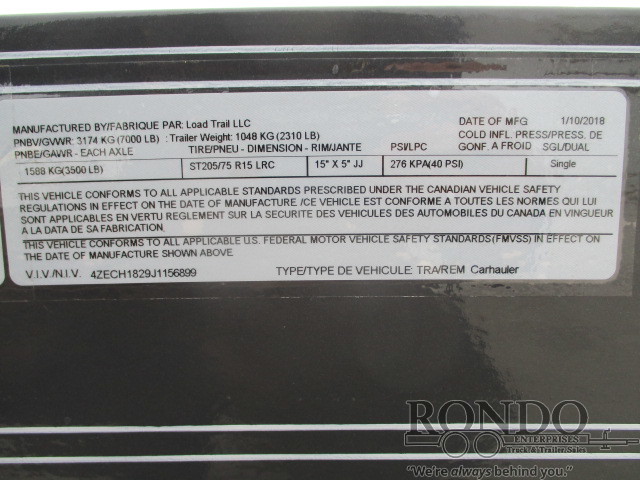 MANUFACTURED BY/FABRIQUE PAR: Load Trail LLC DATE OF MFG 1/10/2018
PNBV/GVWR: 3174 KG (7000 LB) : Trailer Weight: 1048 KG (2310 LB) COLD INFL. PRESS/PRESS. DE
PNBE/GAWR - EACH AXLE TIRE/PNEU - DIMENSION - RIM/JANTE PSI/LPC GONF. A FROID SGL/DUAL
1588 KG(3500 LB) ST205/75 R15 LRC 15" X 5" JJ 276 KPA(40 PSI) Single
THIS VEHICLE CONFORMS TO ALL APPLICABLE STANDARDS PRESCRIBED UNDER THE CANADIAN VEHICLE SAFETY
REGULATIONS IN EFFECT ON THE DATE OF MANUFACTURE /CE VEHICLE EST CONFORME A TOUTES LES NORMES QUI LUI
SONT APPLICABLES EN VERTU REGLEMENT SUR LA SECURITE DES VEHICULES DES AUTOMOBILES DU CANADA EN VINGUEUR
A LA DATA DE SA FABRICATION.
THIS VEHICLE CONFORMS TO ALL APPLICABLE U.S. FEDERAL MOTOR VEHICLE SAFETY STANDARDS(FMVSS) IN EFFECT ON
THE DATE OF MANUFACTURE SHOWN ABOVE.
V.I.V./N.I.V. 4ZECH1829J1156899 TYPE/TYPE DE VEHICULE: TRA/REM Carhauler
RONDO
ENTERPRISES
Truck & Trailer Sales
"We're always behind you."